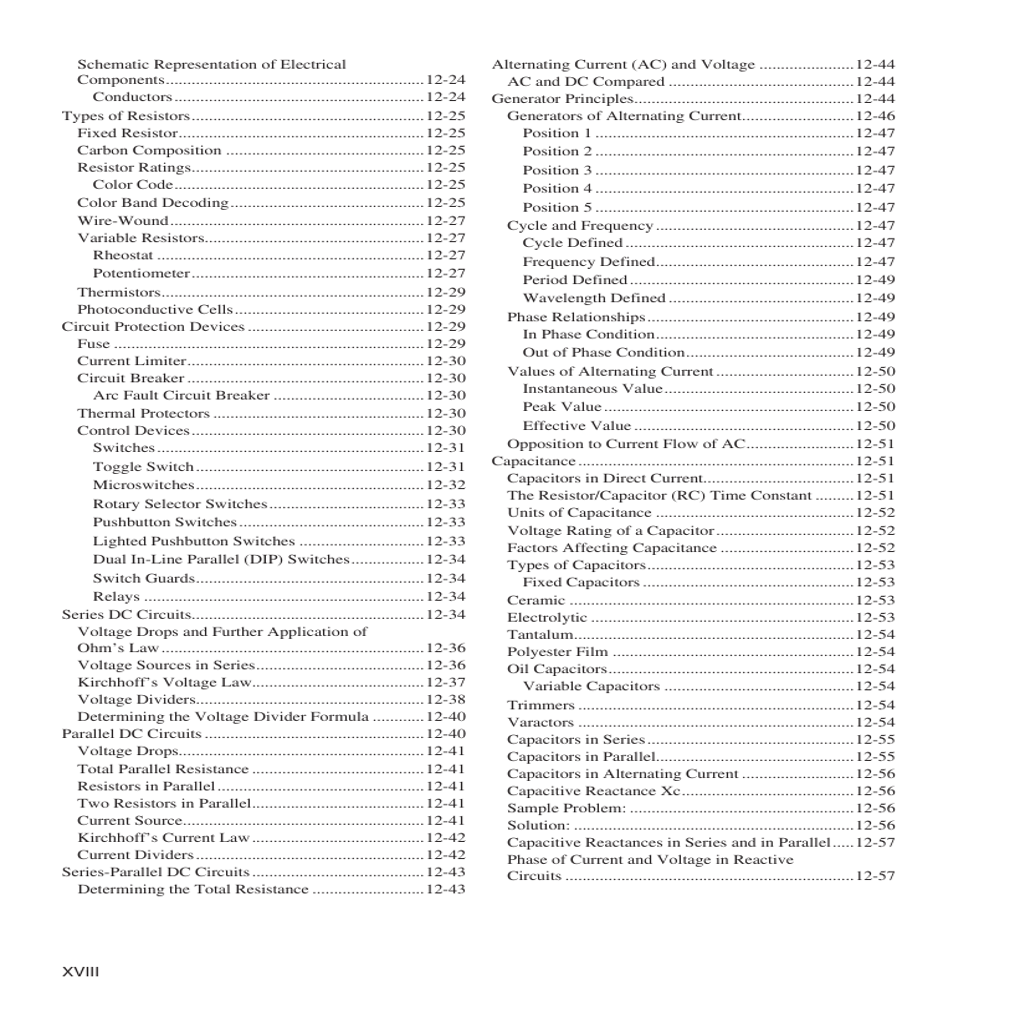 Schematic Representation of Electrical
Components............................................................12-24
Conductors..........................................................12-24
Types of Resistors......................................................12-25
Fixed Resistor.........................................................12-25
Carbon Composition ..............................................12-25
Resistor Ratings......................................................12-25
Color Code..........................................................12-25
Color Band Decoding.............................................12-25
Wire-Wound...........................................................12-27
Variable Resistors...................................................12-27
Rheostat ..............................................................12-27
Potentiometer......................................................12-27
Thermistors.............................................................12-29
Photoconductive Cells............................................12-29
Circuit Protection Devices .........................................12-29
Fuse ........................................................................12-29
Current Limiter.......................................................12-30
Circuit Breaker .......................................................12-30
Arc Fault Circuit Breaker ...................................12-30
Thermal Protectors .................................................12-30
Control Devices......................................................12-30
Switches..............................................................12-31
Toggle Switch.....................................................12-31
Microswitches.....................................................12-32
Rotary Selector Switches....................................12-33
Pushbutton Switches...........................................12-33
Lighted Pushbutton Switches .............................12-33
Dual In-Line Parallel (DIP) Switches.................12-34
Switch Guards.....................................................12-34
Relays .................................................................12-34
Series DC Circuits......................................................12-34
Voltage Drops and Further Application of
Ohm's Law.............................................................12-36
Voltage Sources in Series.......................................12-36
Kirchhoff's Voltage Law........................................12-37
Voltage Dividers.....................................................12-38
Determining the Voltage Divider Formula ............12-40
Parallel DC Circuits ...................................................12-40
Voltage Drops.........................................................12-41
Total Parallel Resistance ........................................12-41
Resistors in Parallel................................................12-41
Two Resistors in Parallel........................................12-41
Current Source........................................................12-41
Kirchhoff's Current Law........................................12-42
Current Dividers.....................................................12-42
Series-Parallel DC Circuits........................................12-43
Determining the Total Resistance ..........................12-43
Alternating Current (AC) and Voltage ......................12-44
AC and DC Compared ...........................................12-44
Generator Principles...................................................12-44
Generators of Alternating Current..........................12-46
Position 1 ............................................................12-47
Position 2 ............................................................12-47
Position 3 ............................................................12-47
Position 4 ............................................................12-47
Position 5 ............................................................12-47
Cycle and Frequency..............................................12-47
Cycle Defined.....................................................12-47
Frequency Defined..............................................12-47
Period Defined....................................................12-49
Wavelength Defined...........................................12-49
Phase Relationships................................................12-49
In Phase Condition..............................................12-49
Out of Phase Condition.......................................12-49
Values of Alternating Current................................12-50
Instantaneous Value............................................12-50
Peak Value..........................................................12-50
Effective Value ...................................................12-50
Opposition to Current Flow of AC.........................12-51
Capacitance................................................................12-51
Capacitors in Direct Current...................................12-51
The Resistor/Capacitor (RC) Time Constant .........12-51
Units of Capacitance ..............................................12-52
Voltage Rating of a Capacitor................................12-52
Factors Affecting Capacitance ...............................12-52
Types of Capacitors................................................12-53
Fixed Capacitors .................................................12-53
Ceramic ..................................................................12-53
Electrolytic .............................................................12-53
Tantalum.................................................................12-54
Polyester Film ........................................................12-54
Oil Capacitors.........................................................12-54
Variable Capacitors ............................................12-54
Trimmers ................................................................12-54
Varactors ................................................................12-54
Capacitors in Series................................................12-55
Capacitors in Parallel..............................................12-55
Capacitors in Alternating Current ..........................12-56
Capacitive Reactance Xc........................................12-56
Sample Problem: ....................................................12-56
Solution: .................................................................12-56
Capacitive Reactances in Series and in Parallel.....12-57
Phase of Current and Voltage in Reactive
Circuits ...................................................................12-57
XVIII